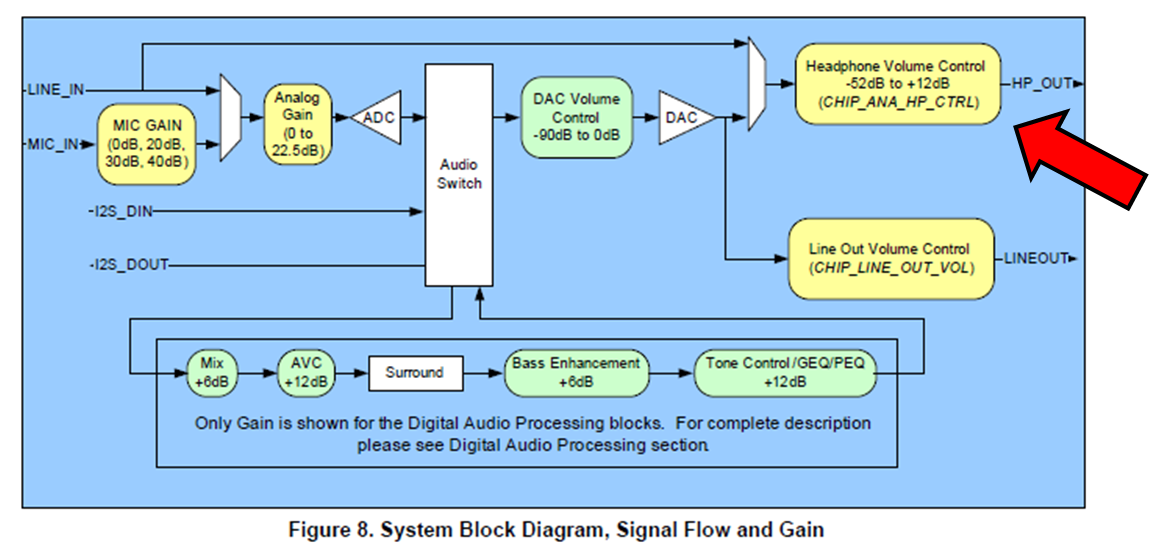 LINE_IN
MIC_IN
MIC GAIN
(0dB, 20dB,
30dB, 40dB)
Analog
Gain
(0 to
22.5dB)
ADC
Audio
Switch
DAC Volume
Control
-90dB to 0dB
DAC
Headphone Volume Control
-52dB to +12dB
(CHIP_ANA_HP_CTRL)
HP_OUT
-I2S_DIN
-I2S_DOUT
Line Out Volume Control
(CHIP_LINE_OUT_VOL)
LINEOUT
Mix
+6dB
AVC
+12dB
Surround
Bass Enhancement
+6dB
Tone Control/GEQ/PEQ
+12dB
Only Gain is shown for the Digital Audio Processing blocks. For complete description
please see Digital Audio Processing section.
Figure 8. System Block Diagram, Signal Flow and Gain